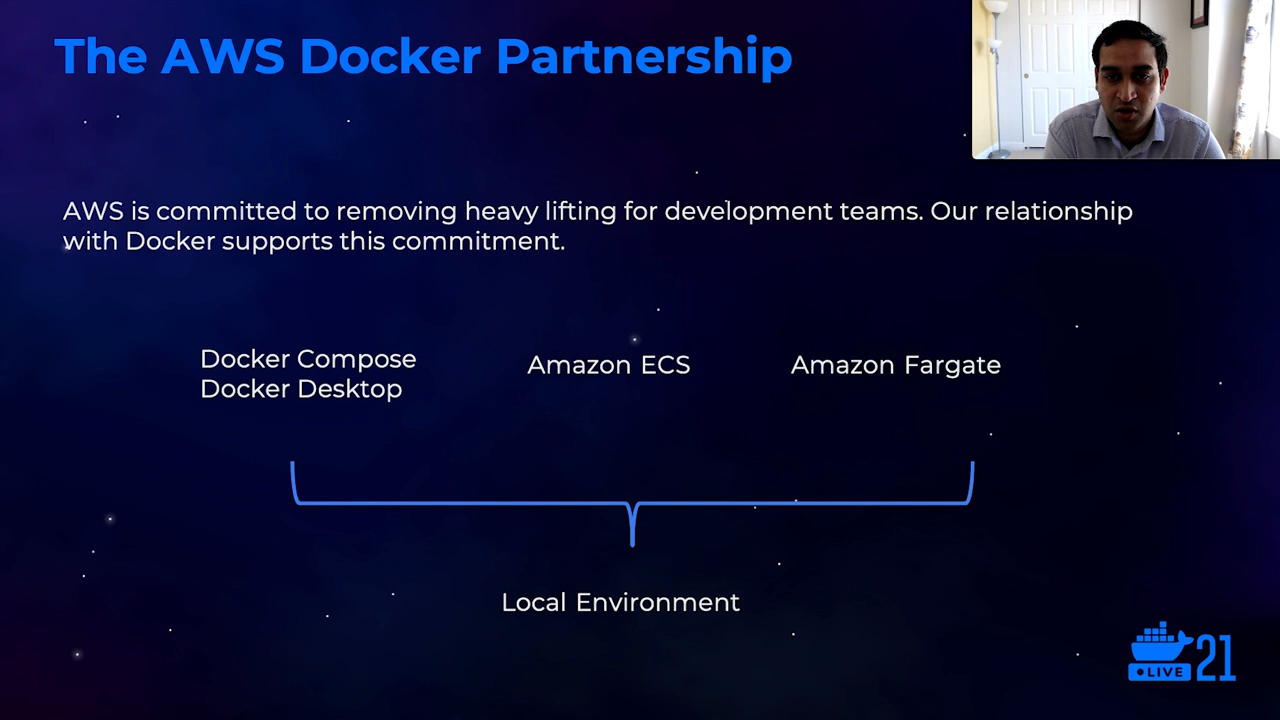 The AWS Docker Partnership
AWS is committed to removing heavy lifting for development teams. Our relationship
with Docker supports this commitment.
Docker Compose
Docker Desktop
Amazon ECS
Amazon Fargate
Local Environment
LIVE 21